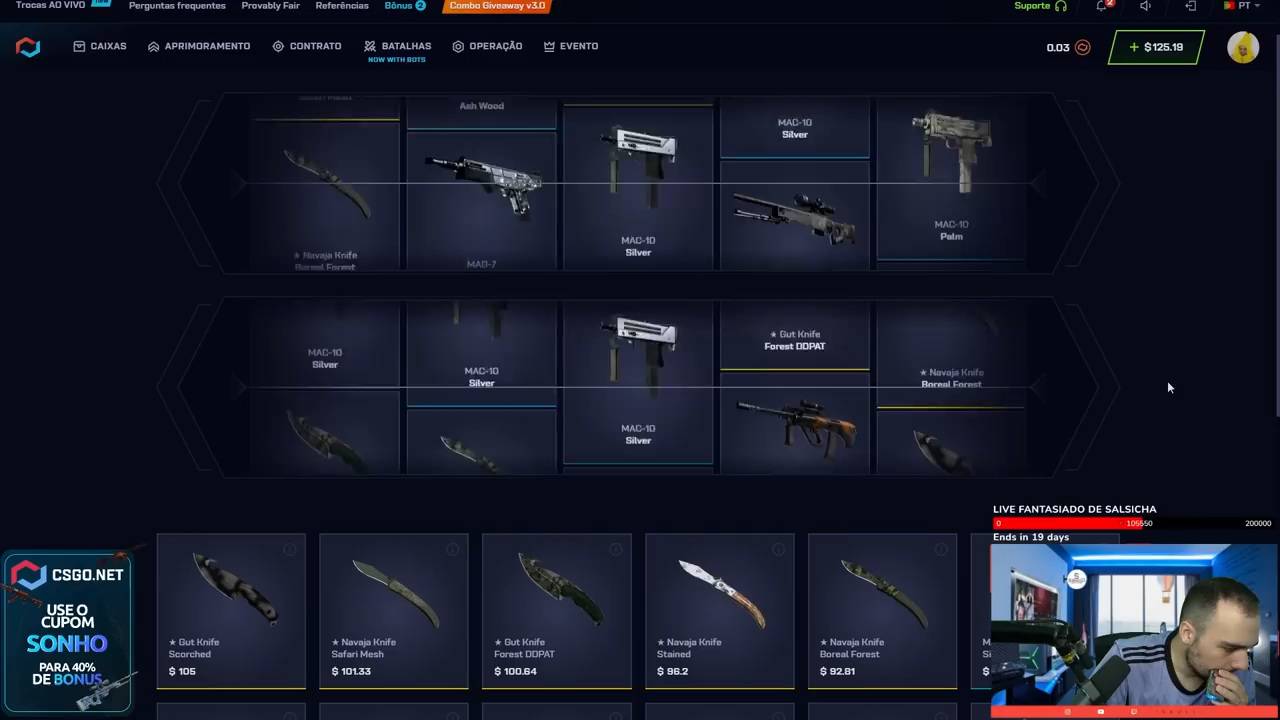 Trocas AO VIVO
Perguntas frequentes
Provably Fair
Referências
Bônus 2
Combo Giveaway v3.0
Suporte
2
PT
CAIXAS
APRIMORAMENTO
CONTRATO
BATALHAS
NOW WITH BOTS
OPERAÇÃO
EVENTO
0.03
+ $125.19
Ash Wood
MAC-10
Silver
★ Navaja Knife
Boreal Forest
MAG-7
MAC-10
Silver
MAC-10
Palm
MAC-10
Silver
MAC-10
Silver
MAC-10
Silver
★ Gut Knife
Forest DDPAT
★ Navaja Knife
Boreal Forest
★ Gut Knife
Scorched
$ 105
★ Navaja Knife
Safari Mesh
$ 101.33
★ Gut Knife
Forest DDPAT
$ 100.64
★ Navaja Knife
Stained
$ 96.2
★ Navaja Knife
Boreal Forest
$ 92.81
CSGO.NET
USE O
CUPOM
SONHO
PARA 40%
DE BONUS
LIVE FANTASIADO DE SALSICHA
0
105550
200000
Ends in 19 days